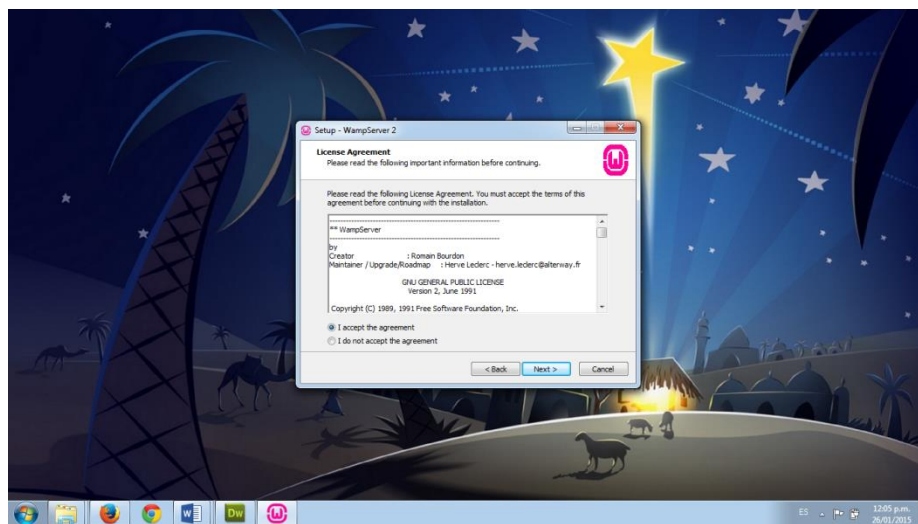 Setup - WampServer 2
License Agreement
Please read the following important information before continuing.
Please read the following License Agreement. You must accept the terms of this
agreement before continuing with the installation.
** WampServer
by
Creator : Romain Bourdon
Maintainer / Upgrade/Roadmap : Herve Leclerc - herve.leclerc@alterway.fr
GNU GENERAL PUBLIC LICENSE
Version 2, June 1991
Copyright (C) 1989, 1991 Free Software Foundation, Inc.
I accept the agreement
I do not accept the agreement
< Back Next > Cancel
W Dw
ES 12:05 p.m.
26/01/2015